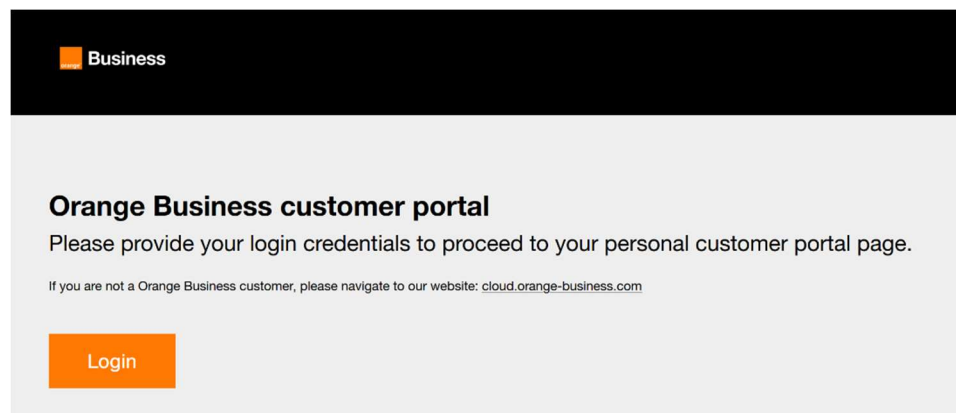 orange
Business
Orange Business customer portal
Please provide your login credentials to proceed to your personal customer portal page.
If you are not a Orange Business customer, please navigate to our website: cloud.orange-business.com
Login